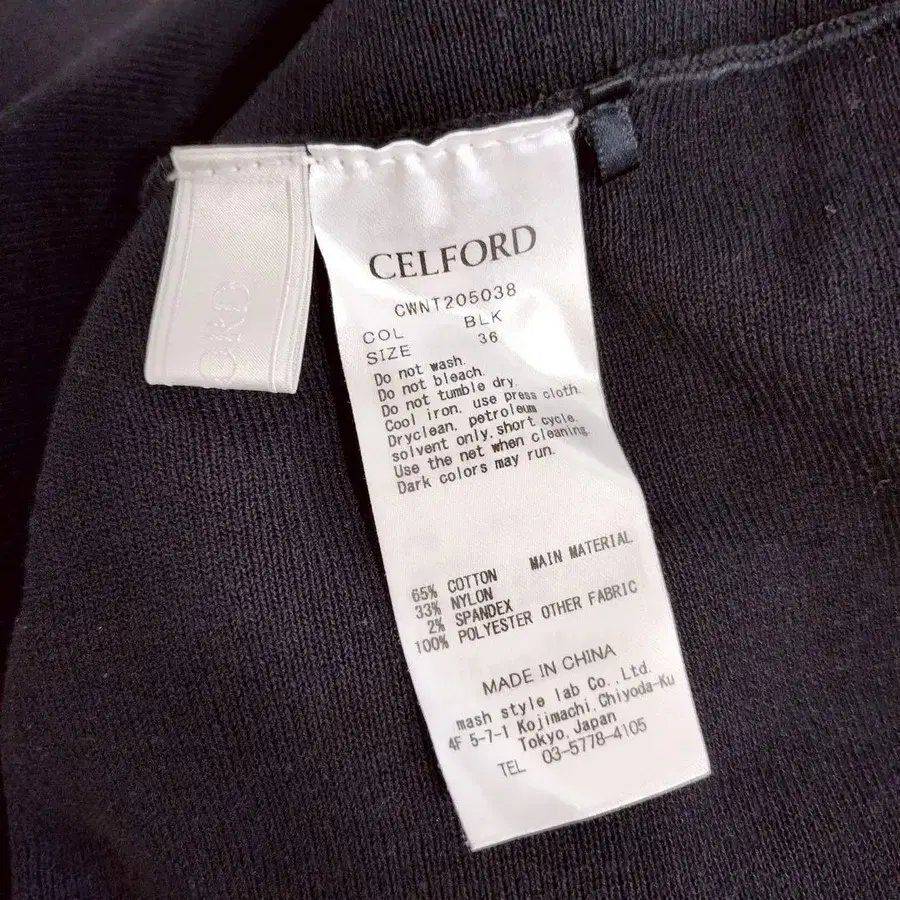 CELFORD
CWNT205038
COL BLK
SIZE 36
Do not wash.
Do not bleach.
Do not tumble dry.
Cool iron, use press cloth.
Dryclean, petroleum
solvent only, short cycle.
Use the net when cleaning.
Dark colors may run.
MAIN MATERIAL
65% COTTON
33% NYLON
2% SPANDEX
100% POLYESTER OTHER FABRIC
MADE IN CHINA
mash style lab Co.,Ltd.
4F 5-7-1 Kojimachi,Chiyoda-Ku
Tokyo,Japan
TEL 03-5778-4105